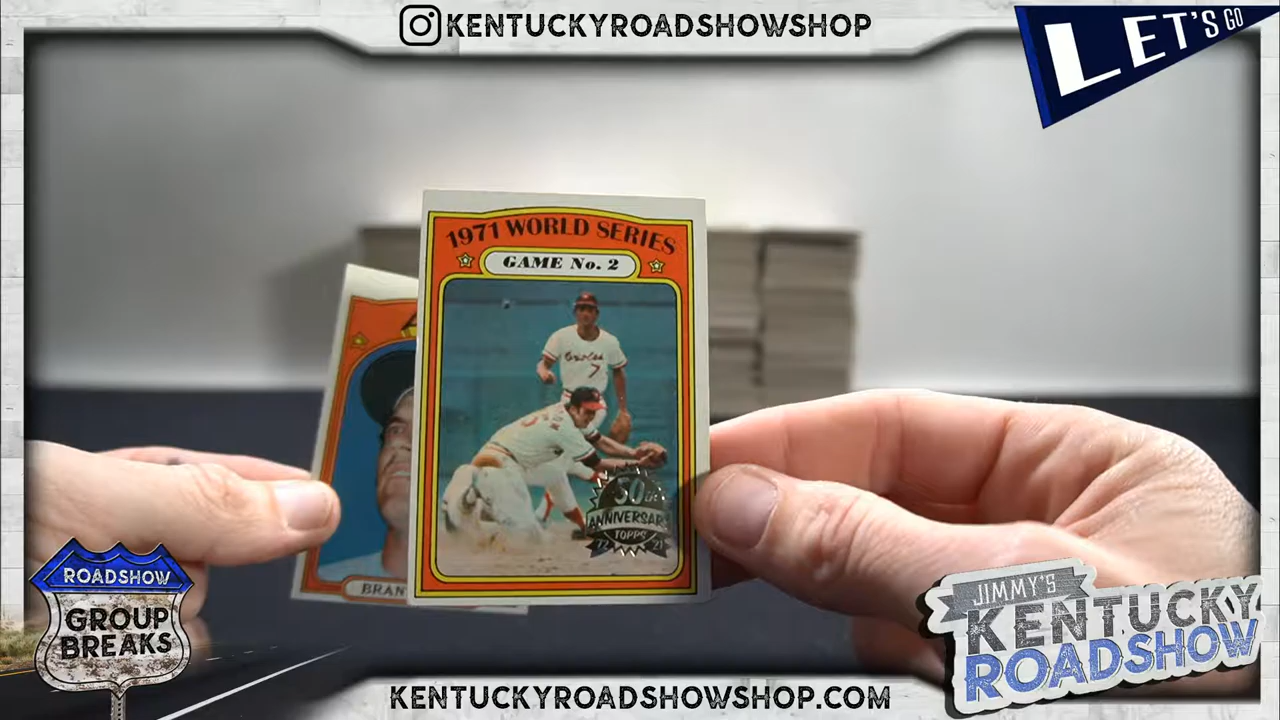 KENTUCKYROADSHOWSHOP
LET'S GO
1971 WORLD SERIES
GAME No. 2
Orioles
7
50th
ANNIVERSARY
TOPPS
BRAN
ROADSHOW
GROUP
BREAKS
JIMMY'S
KENTUCKY
ROADSHOW
KENTUCKYROADSHOWSHOP.COM